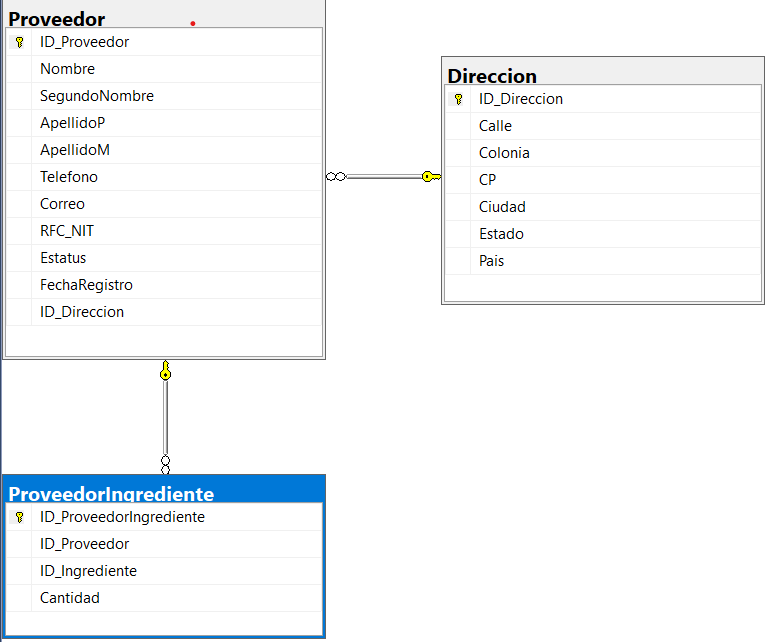 Proveedor
ID_Proveedor
Nombre
SegundoNombre
ApellidoP
ApellidoM
Telefono
Correo
RFC_NIT
Estatus
FechaRegistro
ID_Direccion
Direccion
ID_Direccion
Calle
Colonia
CP
Ciudad
Estado
Pais
ProveedorIngrediente
ID_ProveedorIngrediente
ID_Proveedor
ID_Ingrediente
Cantidad